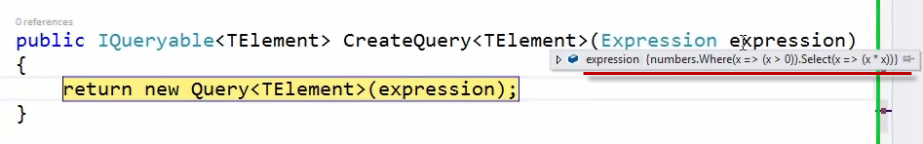 0 references
public IQueryable<TElement> CreateQuery<TElement>(Expression expression)
{
expression {numbers.Where(x => (x > 0)).Select(x => (x * x))}
return new Query<TElement>(expression);
}